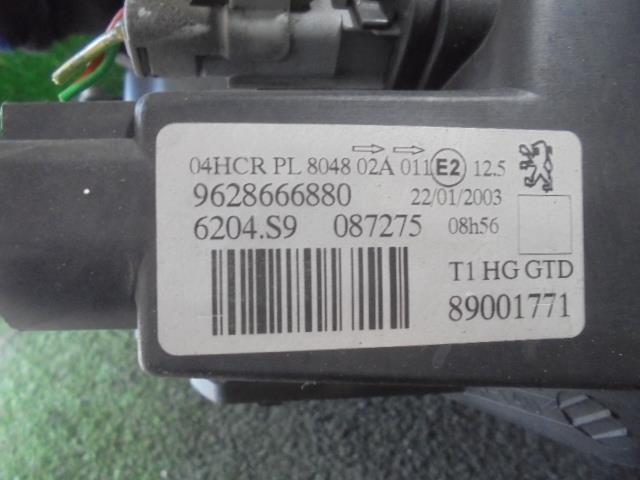 04HCR PL 8048 02A 011 E2 12.5
9628666880 22/01/2003
6204.S9 087275 08h56
T1 HG GTD
89001771